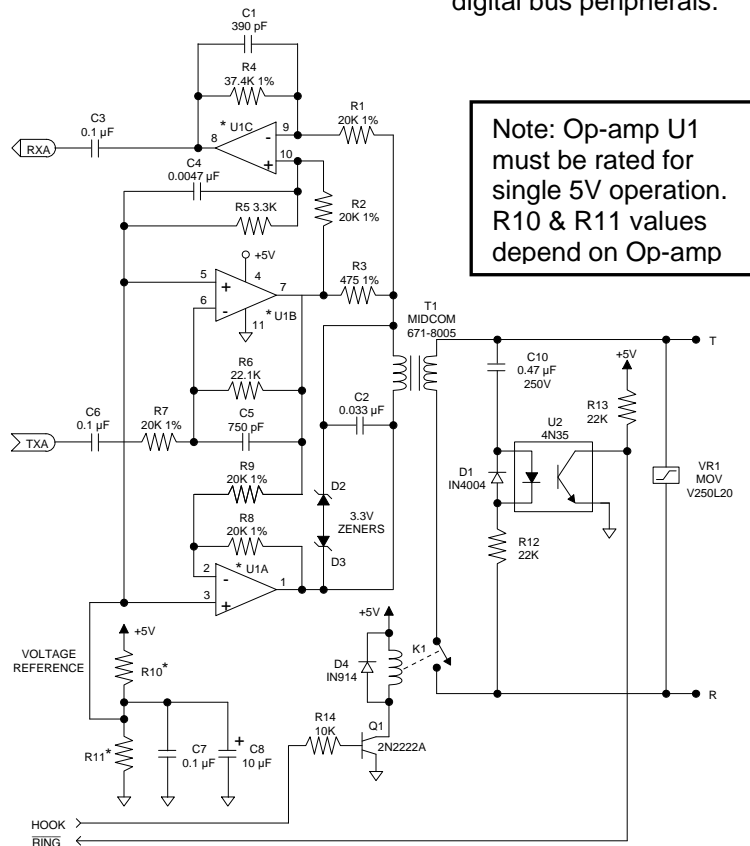 digital bus peripherals.
C1
390 pF
R4
37.4K 1%
C3
0.1 µF
* U1C
8
9
-
10
+
R1
20K 1%
RXA
C4
0.0047 µF
R5 3.3K
R2
20K 1%
Note: Op-amp U1
must be rated for
single 5V operation.
R10 & R11 values
depend on Op-amp
+5V
5
+
4
7
6
-
11
* U1B
R3
475 1%
T1
MIDCOM
671-8005
T
R6
22.1K
C5
750 pF
C2
0.033 µF
C10
0.47 µF
250V
+5V
R13
22K
C6
0.1 µF
R7
20K 1%
TXA
U2
4N35
D1
IN4004
VR1
MOV
V250L20
R9
20K 1%
R8
20K 1%
D2
3.3V
ZENERS
D3
R12
22K
* U1A
2
-
1
3
+
+5V
VOLTAGE
REFERENCE
R10*
+5V
K1
D4
IN914
R
R11*
C7
0.1 µF
+
C8
10 µF
R14
10K
Q1
2N2222A
HOOK
RING